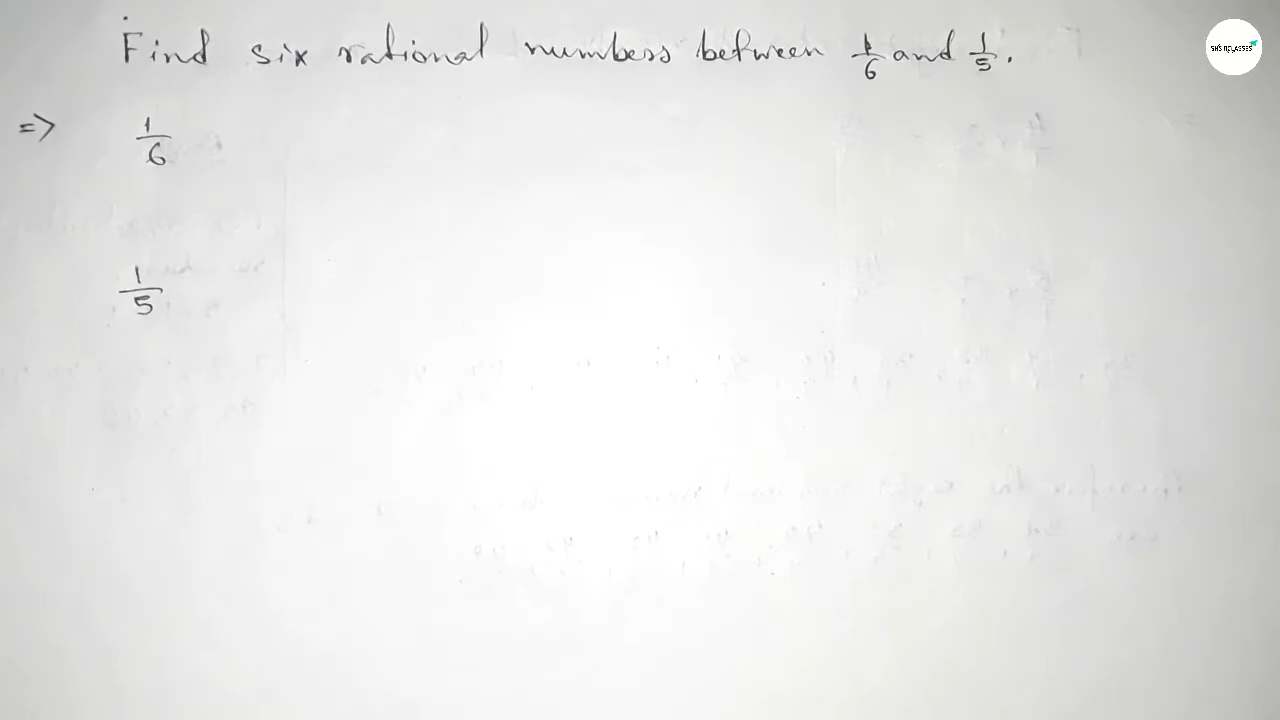 Find six rational numbers between 1/6 and 1/5.
=> 1/6
1/5